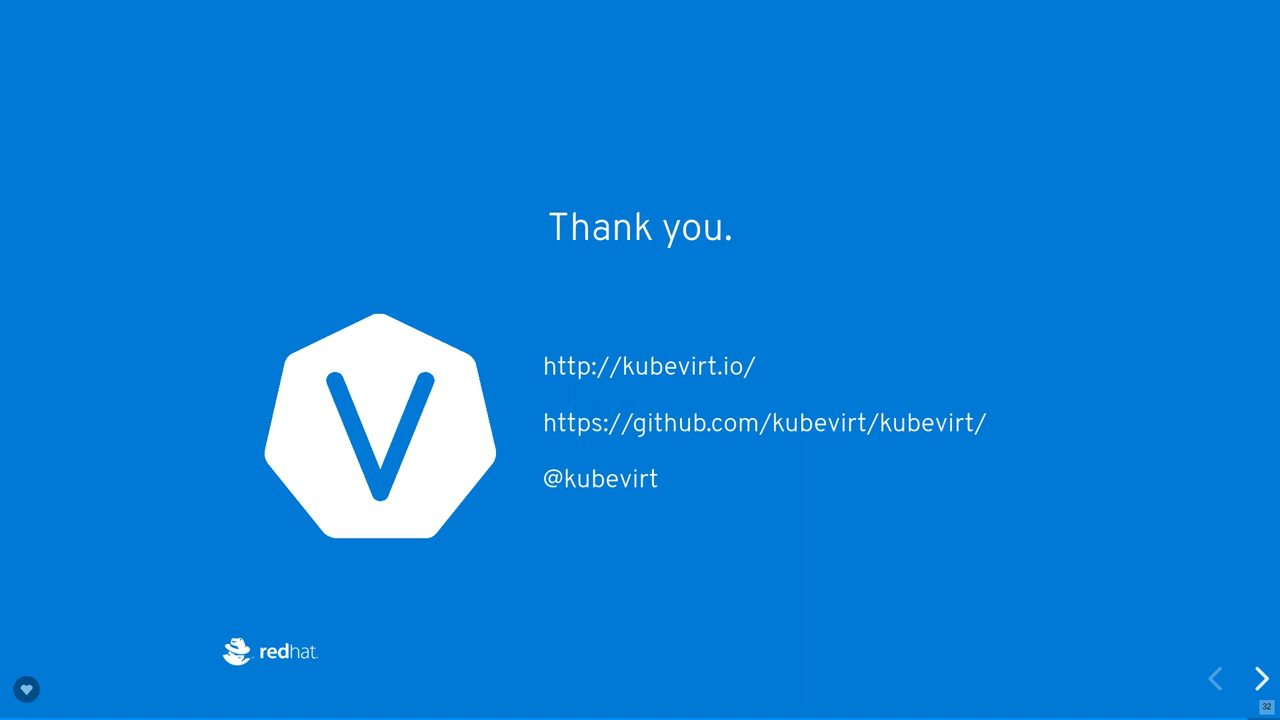 Thank you.
V
http://kubevirt.io/
https://github.com/kubevirt/kubevirt/
@kubevirt
redhat.
32